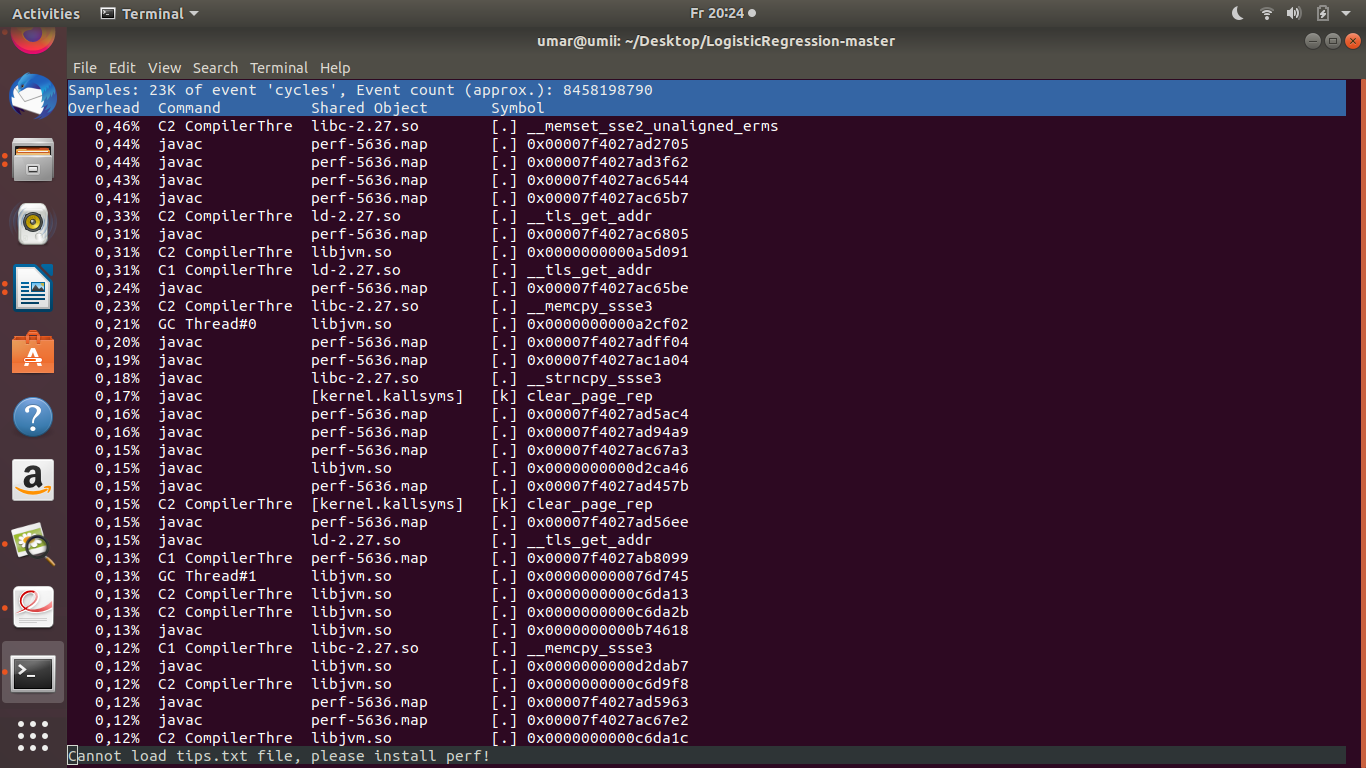 Activities Terminal Fr 20:24
umar@umii: ~/Desktop/LogisticRegression-master
File Edit View Search Terminal Help
Samples: 23K of event 'cycles', Event count (approx.): 8458198790
Overhead Command Shared Object Symbol
0,46% C2 CompilerThre libc-2.27.so [.] __memset_sse2_unaligned_erms
0,44% javac perf-5636.map [.] 0x00007f4027ad2705
0,44% javac perf-5636.map [.] 0x00007f4027ad3f62
0,43% javac perf-5636.map [.] 0x00007f4027ac6544
0,41% javac perf-5636.map [.] 0x00007f4027ac65b7
0,33% C2 CompilerThre ld-2.27.so [.] __tls_get_addr
0,31% javac perf-5636.map [.] 0x00007f4027ac6805
0,31% C2 CompilerThre libjvm.so [.] 0x0000000000a5d091
0,31% C1 CompilerThre ld-2.27.so [.] __tls_get_addr
0,24% javac perf-5636.map [.] 0x00007f4027ac65be
0,23% C2 CompilerThre libc-2.27.so [.] __memcpy_ssse3
0,21% GC Thread#0 libjvm.so [.] 0x0000000000a2cf02
0,20% javac perf-5636.map [.] 0x00007f4027adff04
0,19% javac perf-5636.map [.] 0x00007f4027ac1a04
0,18% javac libc-2.27.so [.] __strncpy_ssse3
0,17% javac [kernel.kallsyms] [k] clear_page_rep
0,16% javac perf-5636.map [.] 0x00007f4027ad5ac4
0,16% javac perf-5636.map [.] 0x00007f4027ad94a9
0,15% javac perf-5636.map [.] 0x00007f4027ac67a3
0,15% javac libjvm.so [.] 0x0000000000d2ca46
0,15% javac perf-5636.map [.] 0x00007f4027ad457b
0,15% C2 CompilerThre [kernel.kallsyms] [k] clear_page_rep
0,15% javac perf-5636.map [.] 0x00007f4027ad56ee
0,15% javac ld-2.27.so [.] __tls_get_addr
0,13% C1 CompilerThre perf-5636.map [.] 0x00007f4027ab8099
0,13% GC Thread#1 libjvm.so [.] 0x000000000076d745
0,13% C2 CompilerThre libjvm.so [.] 0x0000000000c6da13
0,13% C2 CompilerThre libjvm.so [.] 0x0000000000c6da2b
0,13% javac libjvm.so [.] 0x0000000000b74618
0,12% C1 CompilerThre libc-2.27.so [.] __memcpy_ssse3
0,12% javac libjvm.so [.] 0x0000000000d2dab7
0,12% C2 CompilerThre libjvm.so [.] 0x0000000000c6d9f8
0,12% javac perf-5636.map [.] 0x00007f4027ad5963
0,12% javac perf-5636.map [.] 0x00007f4027ac67e2
0,12% C2 CompilerThre libjvm.so [.] 0x0000000000c6da1c
Cannot load tips.txt file, please install perf!